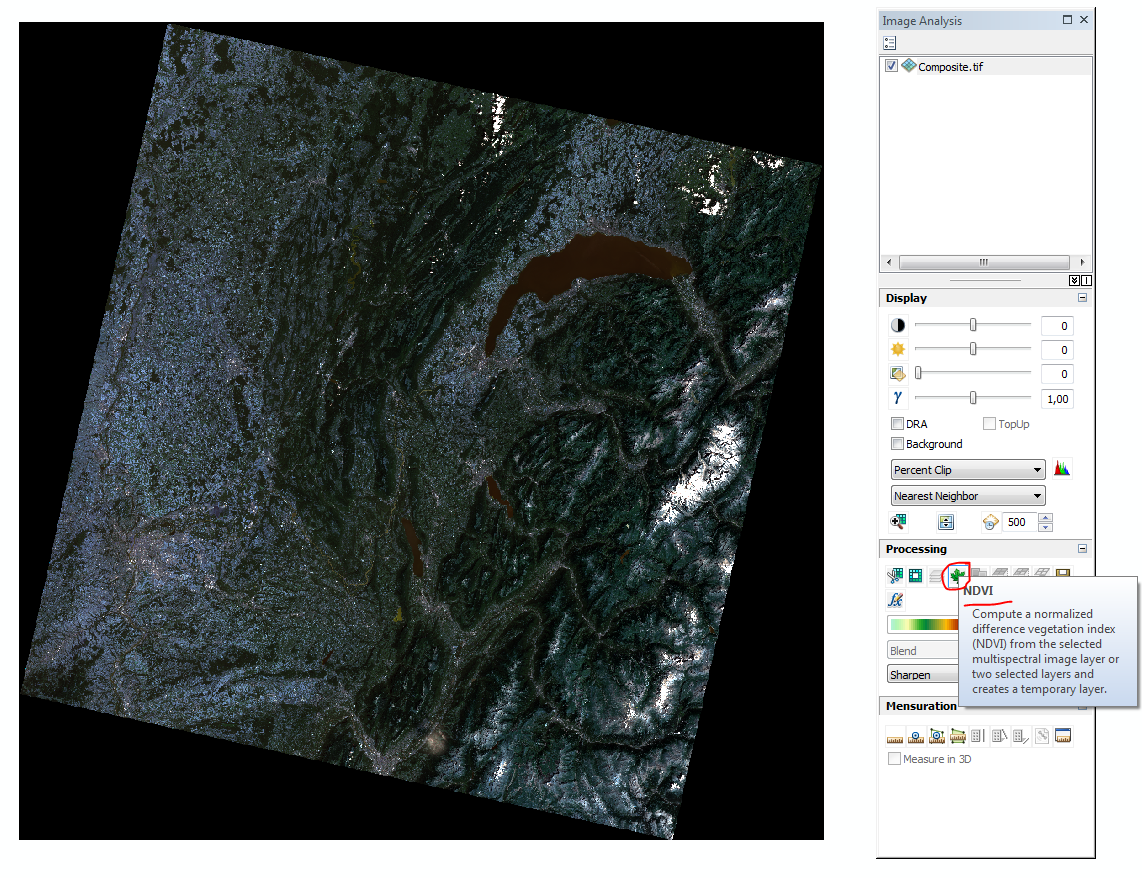 Image Analysis
Composite.tif
Display
0
0
0
γ 1,00
DRA TopUp
Background
Percent Clip
Nearest Neighbor
500
Processing
NDVI
Compute a normalized
difference vegetation index
(NDVI) from the selected
multispectral image layer or
two selected layers and
creates a temporary layer.
Blend
Sharpen
Mensuration
Measure in 3D